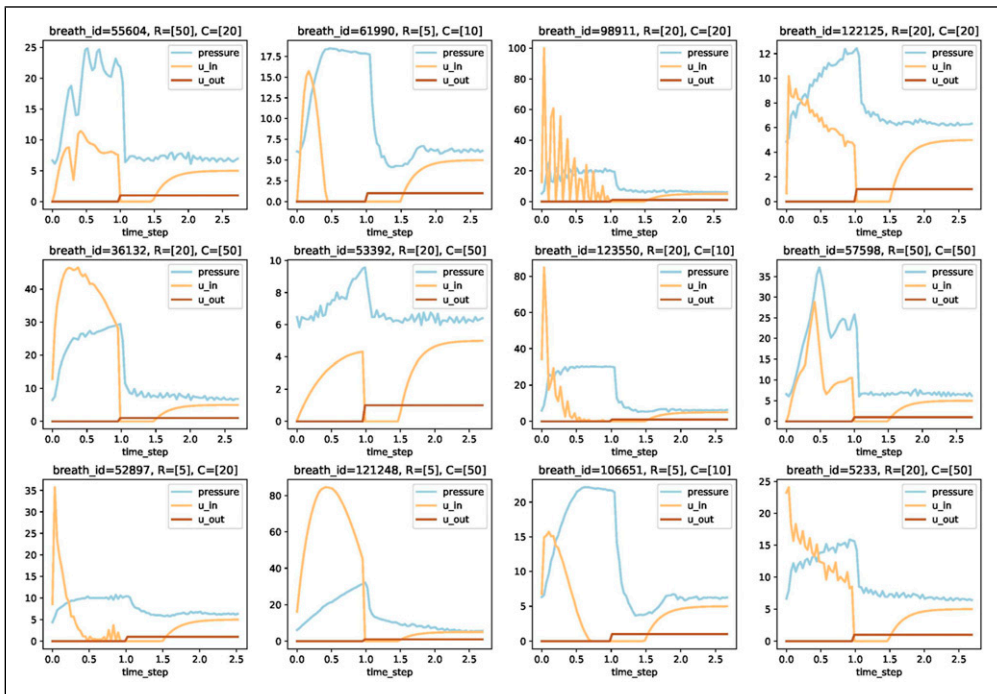 breath_id=55604, R=[50], C=[20]
25
20
15
10
5
0
pressure
u_in
u_out
0.0 0.5 1.0 1.5 2.0 2.5
time_step
breath_id=61990, R=[5], C=[10]
17.5
15.0
12.5
10.0
7.5
5.0
2.5
0.0
pressure
u_in
u_out
0.0 0.5 1.0 1.5 2.0 2.5
time_step
breath_id=98911, R=[20], C=[20]
100
80
60
40
20
0
pressure
u_in
u_out
0.0 0.5 1.0 1.5 2.0 2.5
time_step
breath_id=122125, R=[20], C=[20]
12
10
8
6
4
2
0
pressure
u_in
u_out
0.0 0.5 1.0 1.5 2.0 2.5
time_step
breath_id=36132, R=[20], C=[50]
40
30
20
10
0
pressure
u_in
u_out
0.0 0.5 1.0 1.5 2.0 2.5
time_step
breath_id=53392, R=[20], C=[50]
10
8
6
4
2
0
pressure
u_in
u_out
0.0 0.5 1.0 1.5 2.0 2.5
time_step
breath_id=123550, R=[20], C=[10]
80
60
40
20
0
pressure
u_in
u_out
0.0 0.5 1.0 1.5 2.0 2.5
time_step
breath_id=57598, R=[50], C=[50]
35
30
25
20
15
10
5
0
pressure
u_in
u_out
0.0 0.5 1.0 1.5 2.0 2.5
time_step
breath_id=52897, R=[5], C=[20]
35
30
25
20
15
10
5
0
pressure
u_in
u_out
0.0 0.5 1.0 1.5 2.0 2.5
time_step
breath_id=121248, R=[5], C=[50]
80
60
40
20
0
pressure
u_in
u_out
0.0 0.5 1.0 1.5 2.0 2.5
time_step
breath_id=106651, R=[5], C=[10]
20
15
10
5
0
pressure
u_in
u_out
0.0 0.5 1.0 1.5 2.0 2.5
time_step
breath_id=5233, R=[20], C=[50]
25
20
15
10
5
0
pressure
u_in
u_out
0.0 0.5 1.0 1.5 2.0 2.5
time_step